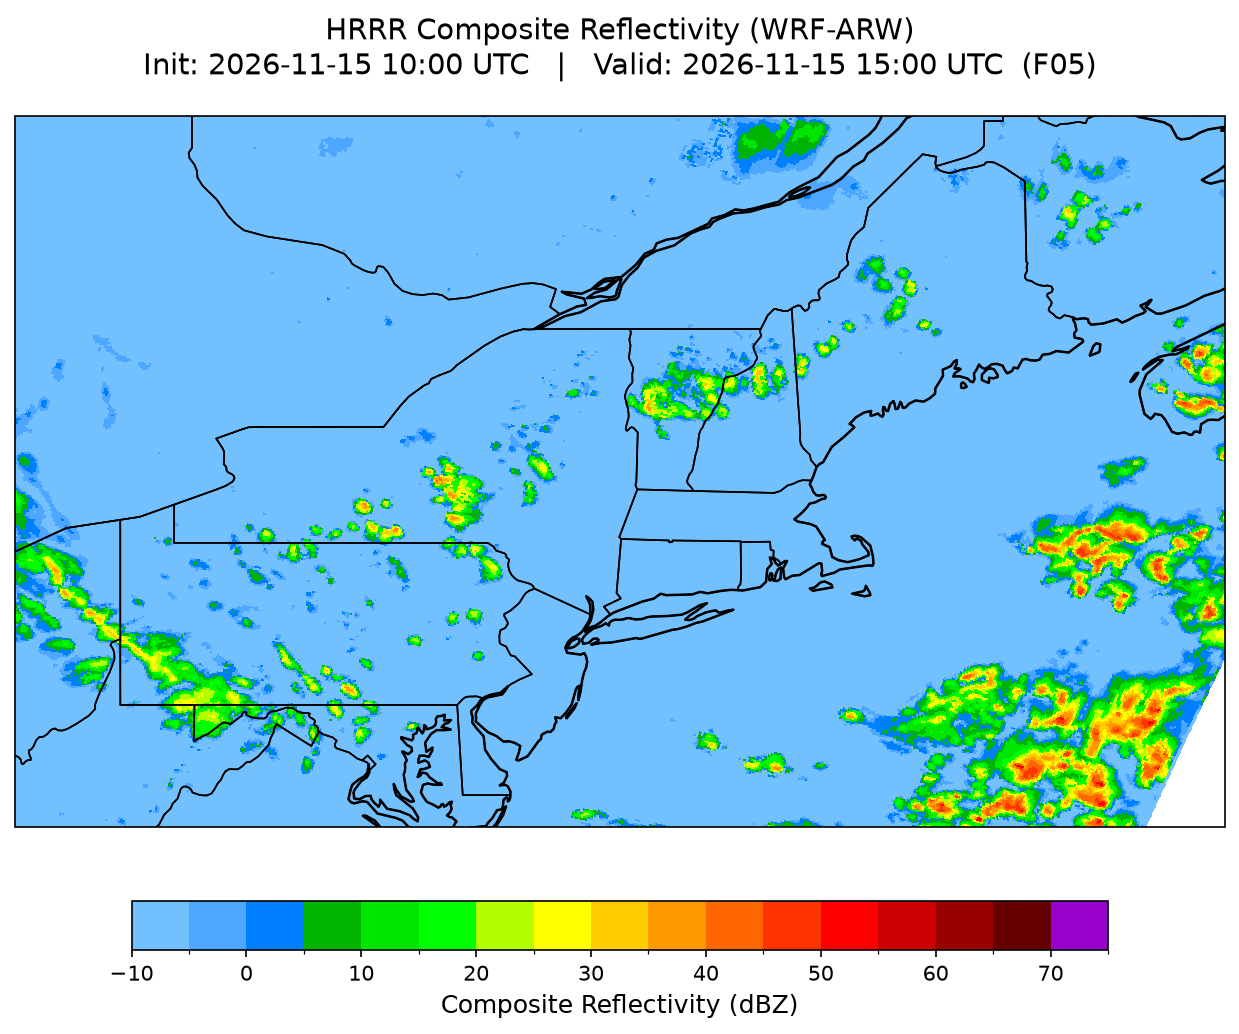 HRRR Composite Reflectivity (WRF-ARW)
Init: 2026-11-15 10:00 UTC   |   Valid: 2026-11-15 15:00 UTC  (F05)
−10 0 10 20 30 40 50 60 70
Composite Reflectivity (dBZ)